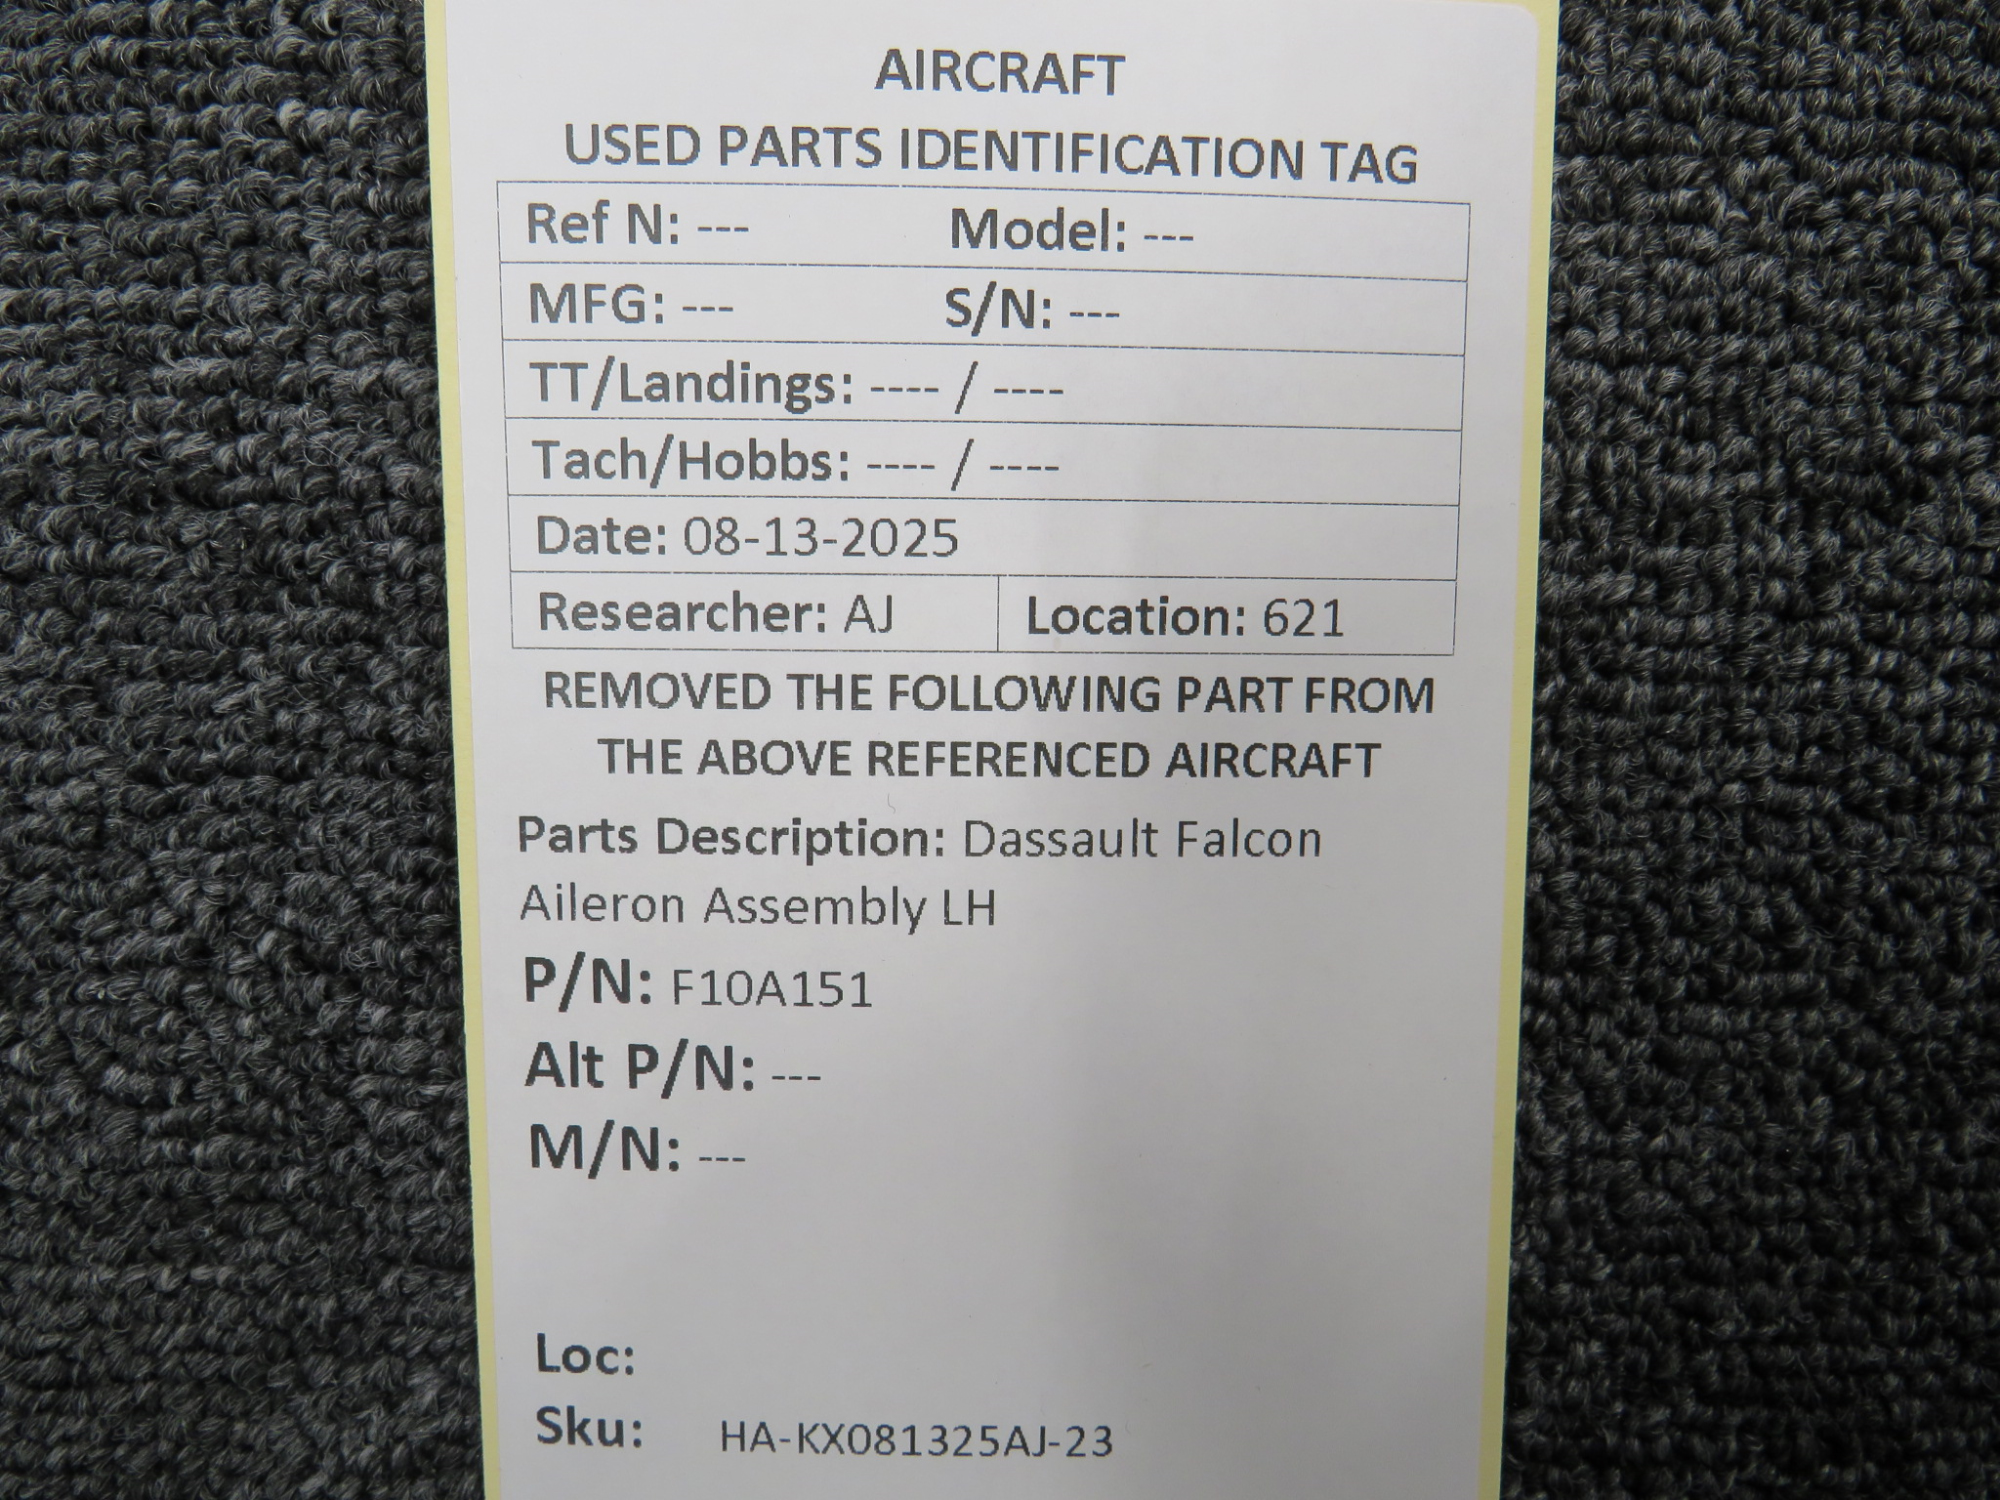 AIRCRAFT
USED PARTS IDENTIFICATION TAG
Ref N: --- Model: ---
MFG: --- S/N: ---
TT/Landings: ---- / ----
Tach/Hobbs: ---- / ----
Date: 08-13-2025
Researcher: AJ Location: 621
REMOVED THE FOLLOWING PART FROM
THE ABOVE REFERENCED AIRCRAFT
Parts Description: Dassault Falcon
Aileron Assembly LH
P/N: F10A151
Alt P/N: ---
M/N: ---
Loc:
Sku: HA-KX081325AJ-23